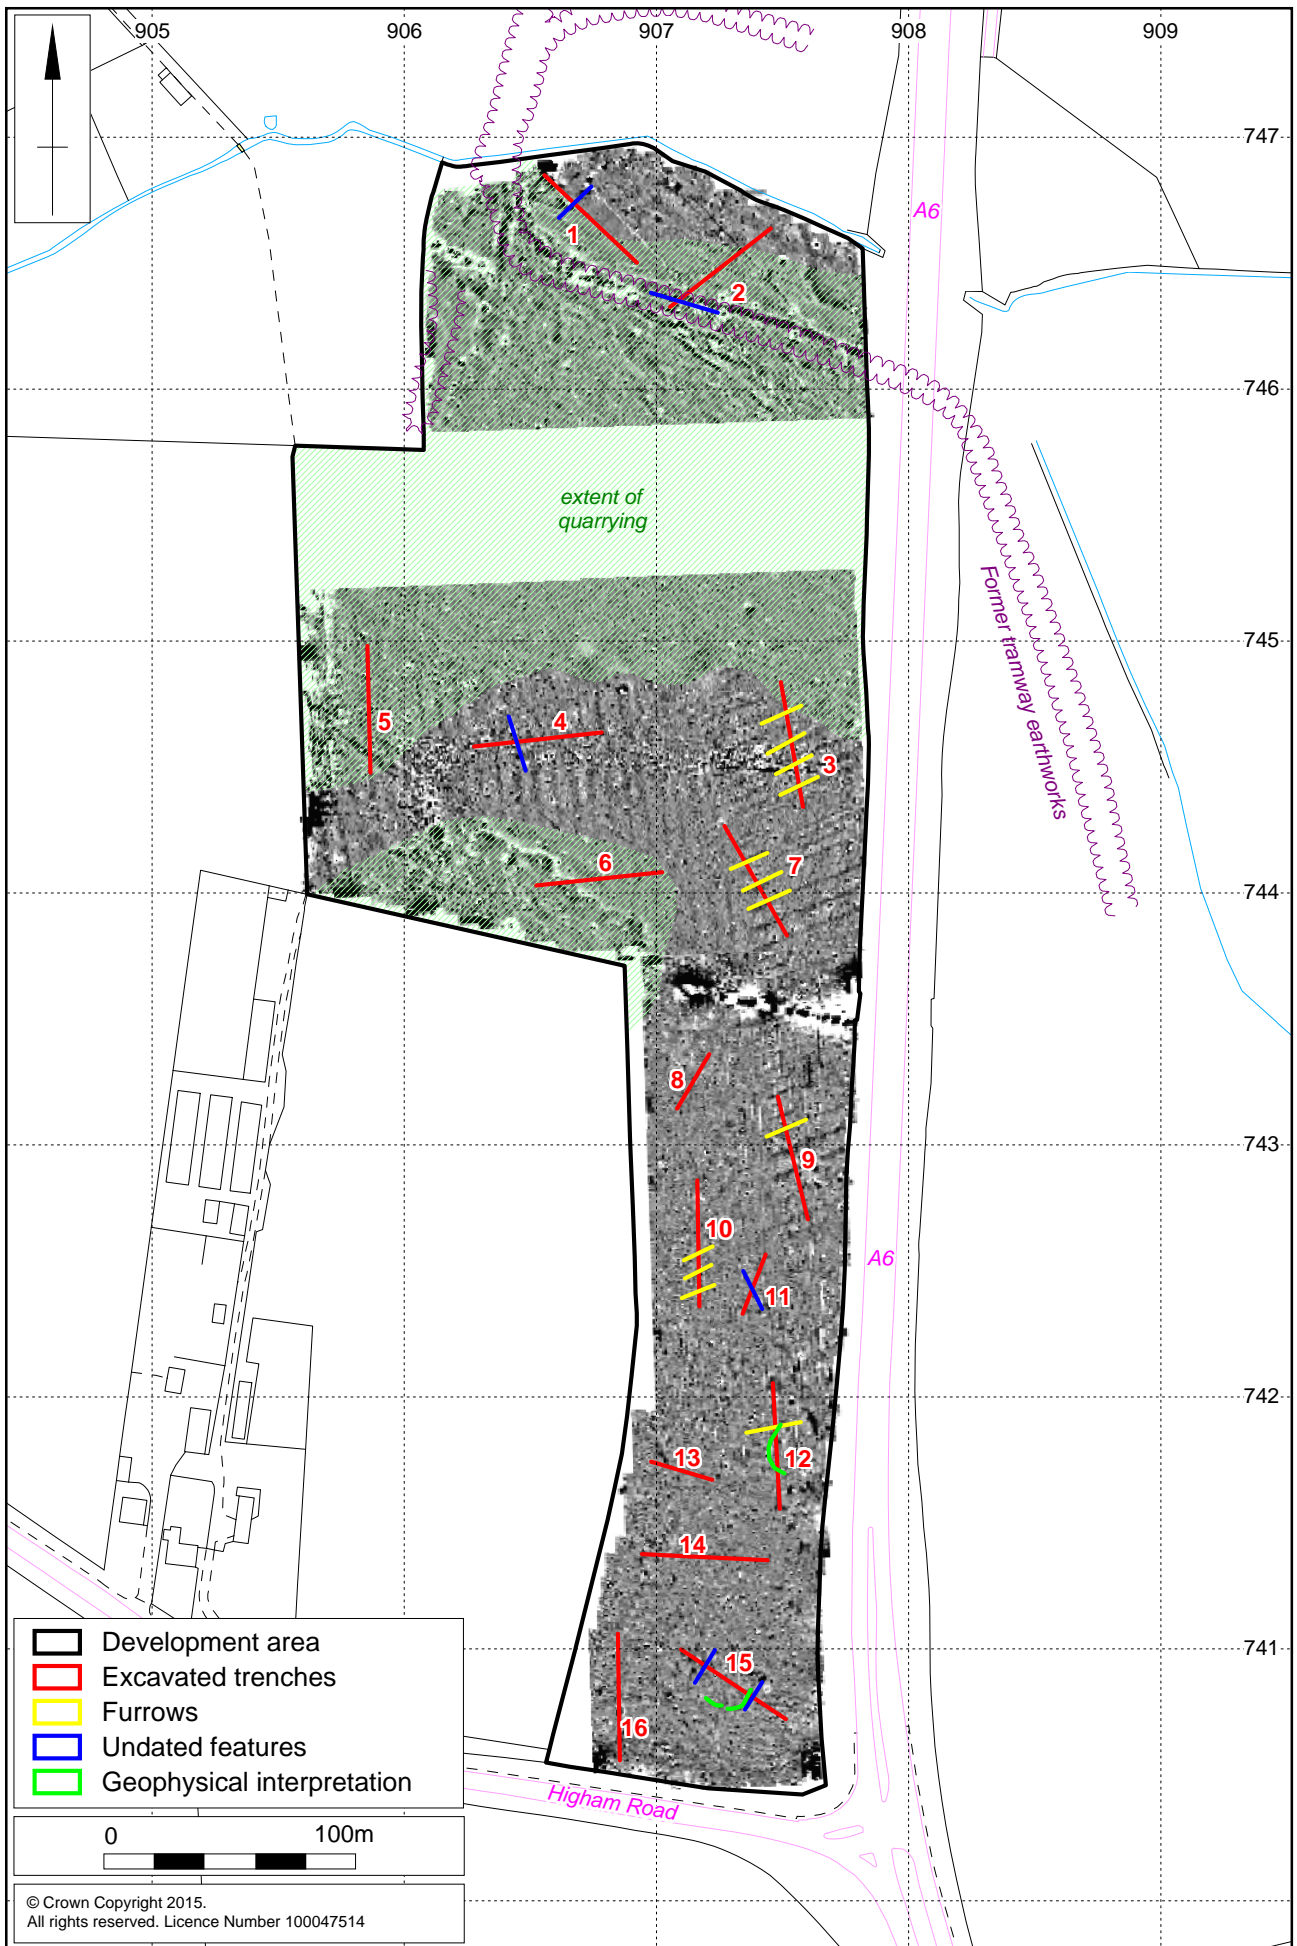 905
906
907
908
909
747
A6
1
2
746
extent of
quarrying
Former tramway earthworks
745
5
4
3
6
7
744
8
743
9
10
A6
11
742
13
12
14
741
15
16
Higham Road
Development area
Excavated trenches
Furrows
Undated features
Geophysical interpretation
0 100m
© Crown Copyright 2015.
All rights reserved. Licence Number 100047514